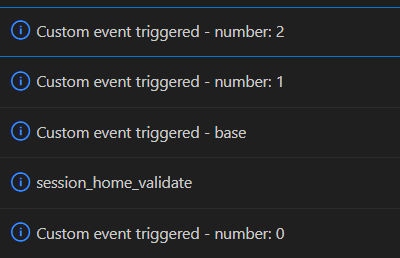 Custom event triggered - number: 2
Custom event triggered - number: 1
Custom event triggered - base
session_home_validate
Custom event triggered - number: 0